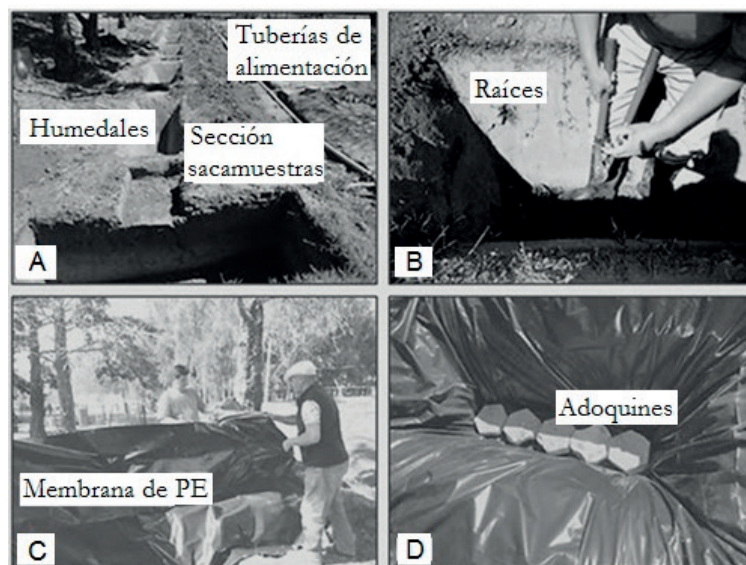 Tuberías de
alimentación
Humedales
Sección
sacamuestras
A
Raíces
B
Membrana de PE
C
Adoquines
D